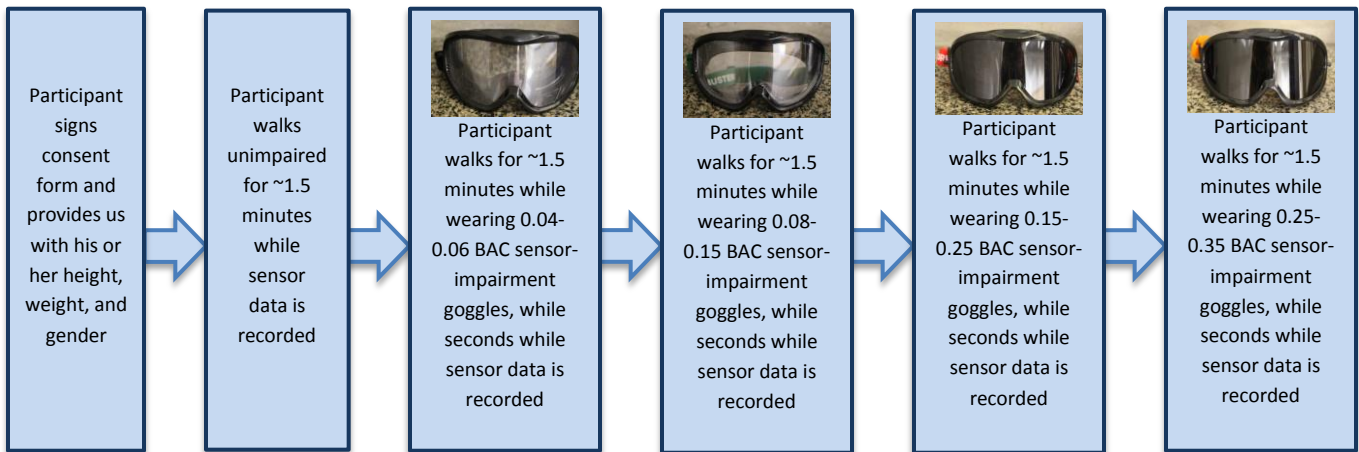 Participant
signs
consent
form and
provides us
with his or
her height,
weight, and
gender
Participant
walks
unimpaired
for ~1.5
minutes
while
sensor
data is
recorded
Participant
walks for ~1.5
minutes while
wearing 0.04-
0.06 BAC sensor-
impairment
goggles, while
seconds while
sensor data is
recorded
Participant
walks for ~1.5
minutes while
wearing 0.08-
0.15 BAC sensor-
impairment
goggles, while
seconds while
sensor data is
recorded
Participant
walks for ~1.5
minutes while
wearing 0.15-
0.25 BAC sensor-
impairment
goggles, while
seconds while
sensor data is
recorded
Participant
walks for ~1.5
minutes while
wearing 0.25-
0.35 BAC sensor-
impairment
goggles, while
seconds while
sensor data is
recorded